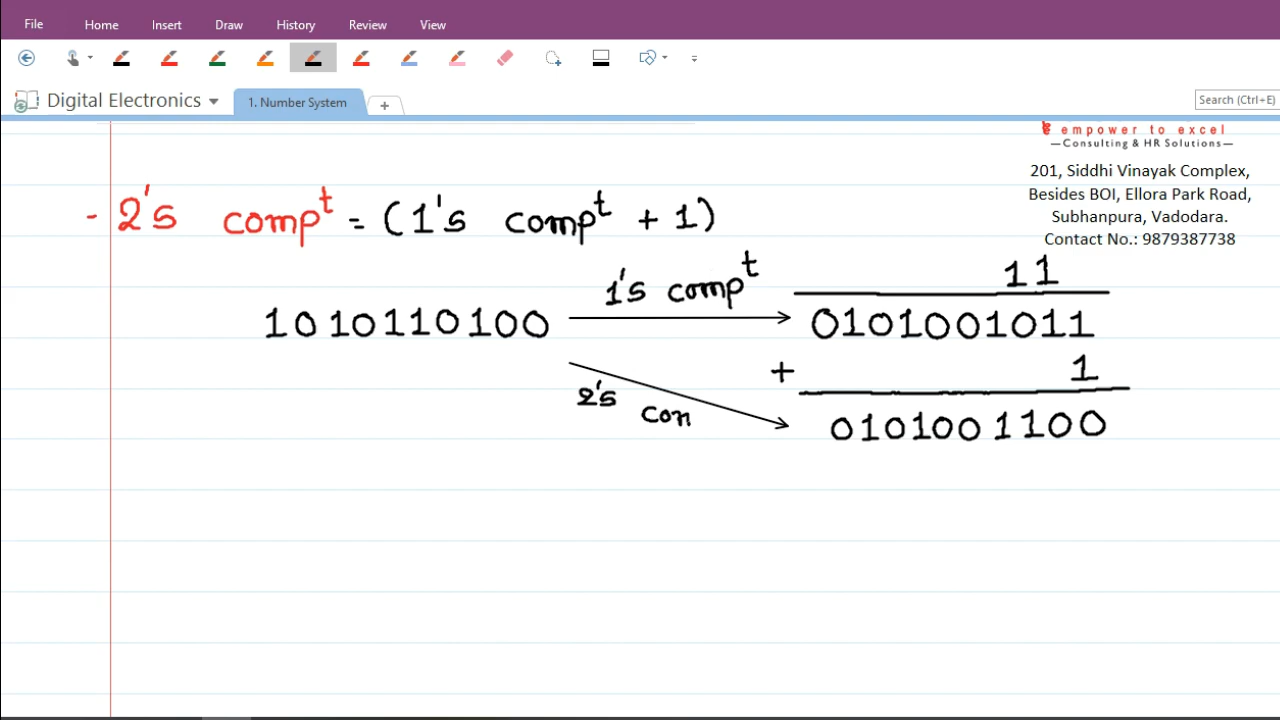 File Home Insert Draw History Review View
Digital Electronics 1. Number System + Search (Ctrl+E)
empower to excel
—Consulting & HR Solutions—
201, Siddhi Vinayak Complex,
Besides BOI, Ellora Park Road,
Subhanpura, Vadodara.
Contact No.: 9879387738
- 2's compt = (1's compt + 1)
1's compt 11
1010110100 0101001011
+ 1
2's con 0101001100